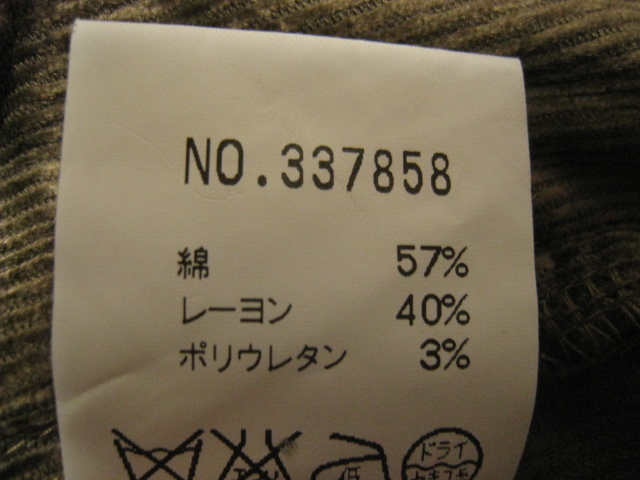 NO.337858
綿 57%
レーヨン 40%
ポリウレタン 3%
低
ドライ